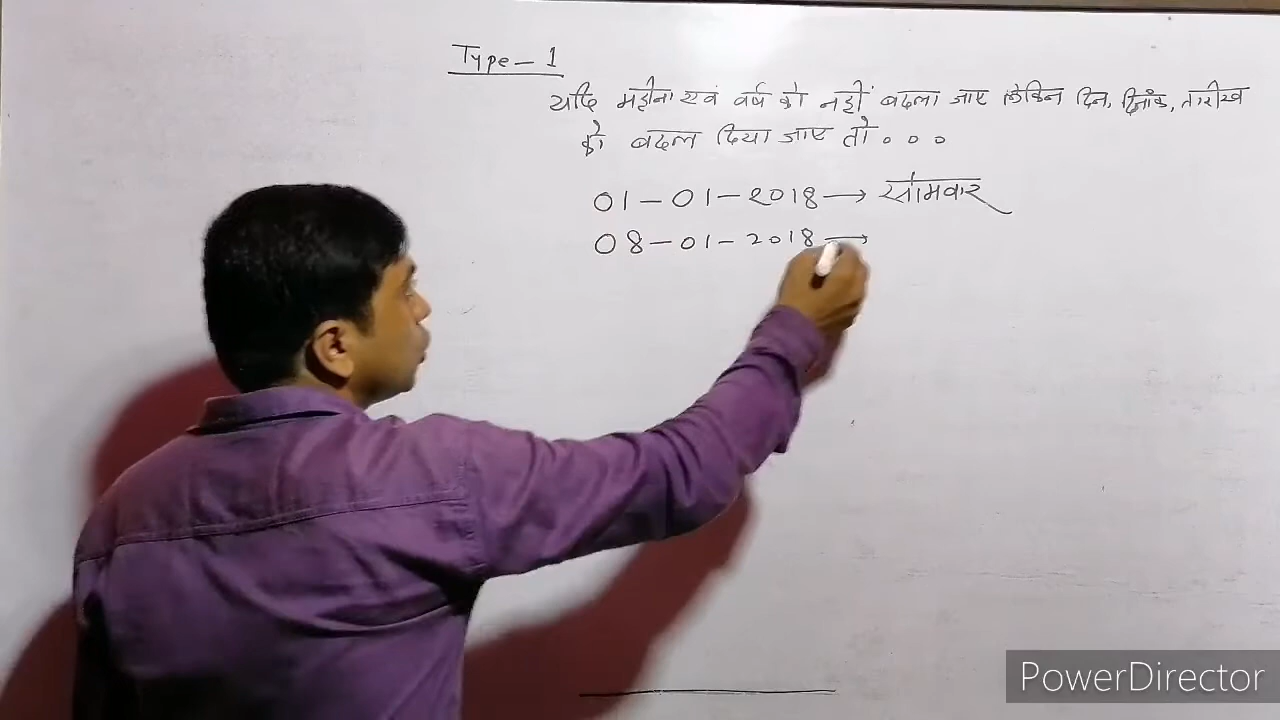 Type - 1
यदि महीना एवं वर्ष को नहीं बदला जाए लेकिन दिन, दिनांक, तारीख
को बदल दिया जाए तो...
01-01-2018 → सोमवार
08-01-2018 →
PowerDirector